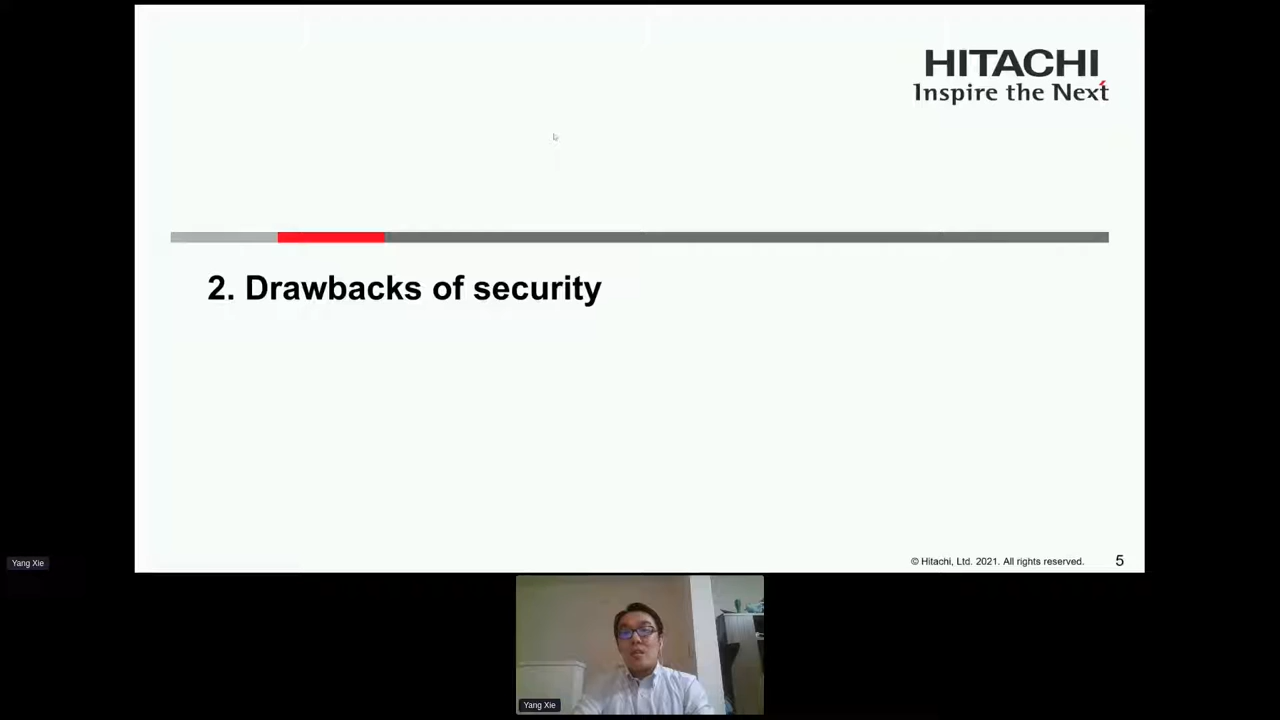 HITACHI
Inspire the Next
2. Drawbacks of security
© Hitachi, Ltd. 2021. All rights reserved.
5
Yang Xie
Yang Xie